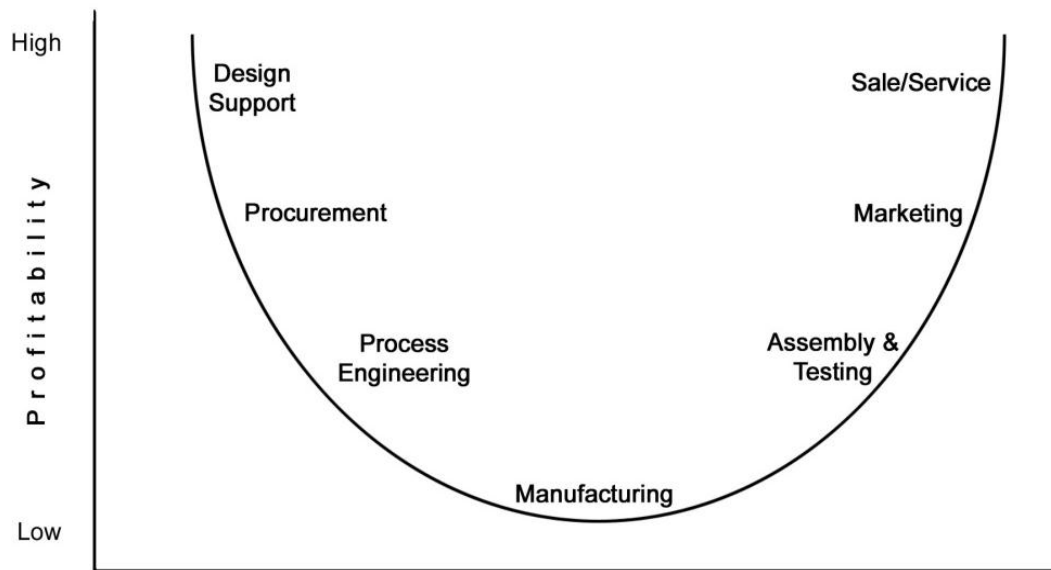 High
Design
Support
Sale/Service
Procurement
Marketing
Profitability
Process
Engineering
Assembly &
Testing
Manufacturing
Low